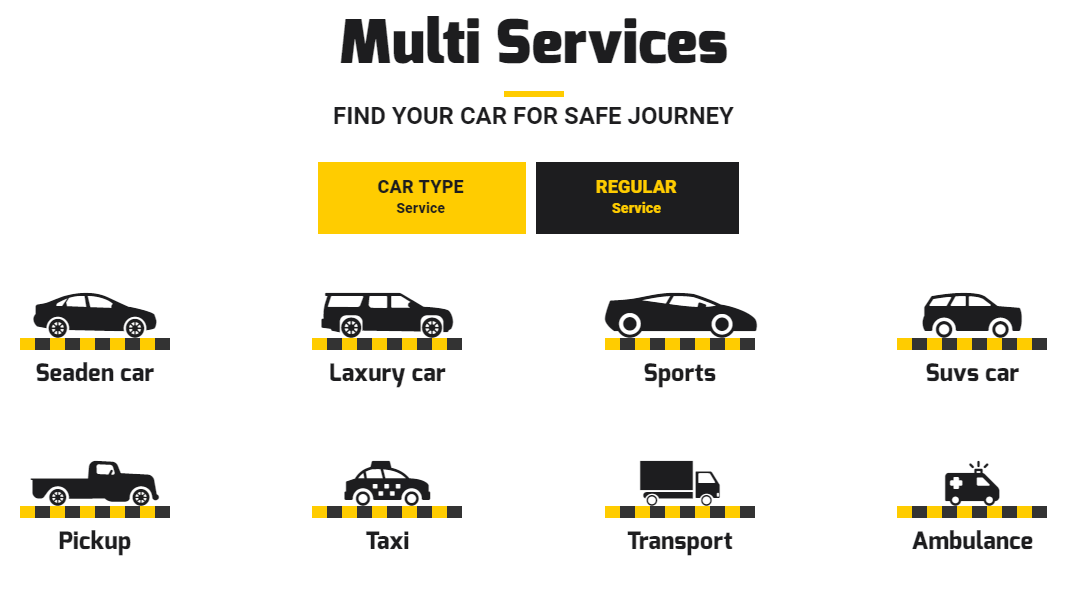 Multi Services
FIND YOUR CAR FOR SAFE JOURNEY
CAR TYPE
Service
REGULAR
Service
Seaden car
Laxury car
Sports
Suvs car
Pickup
Taxi
Transport
Ambulance